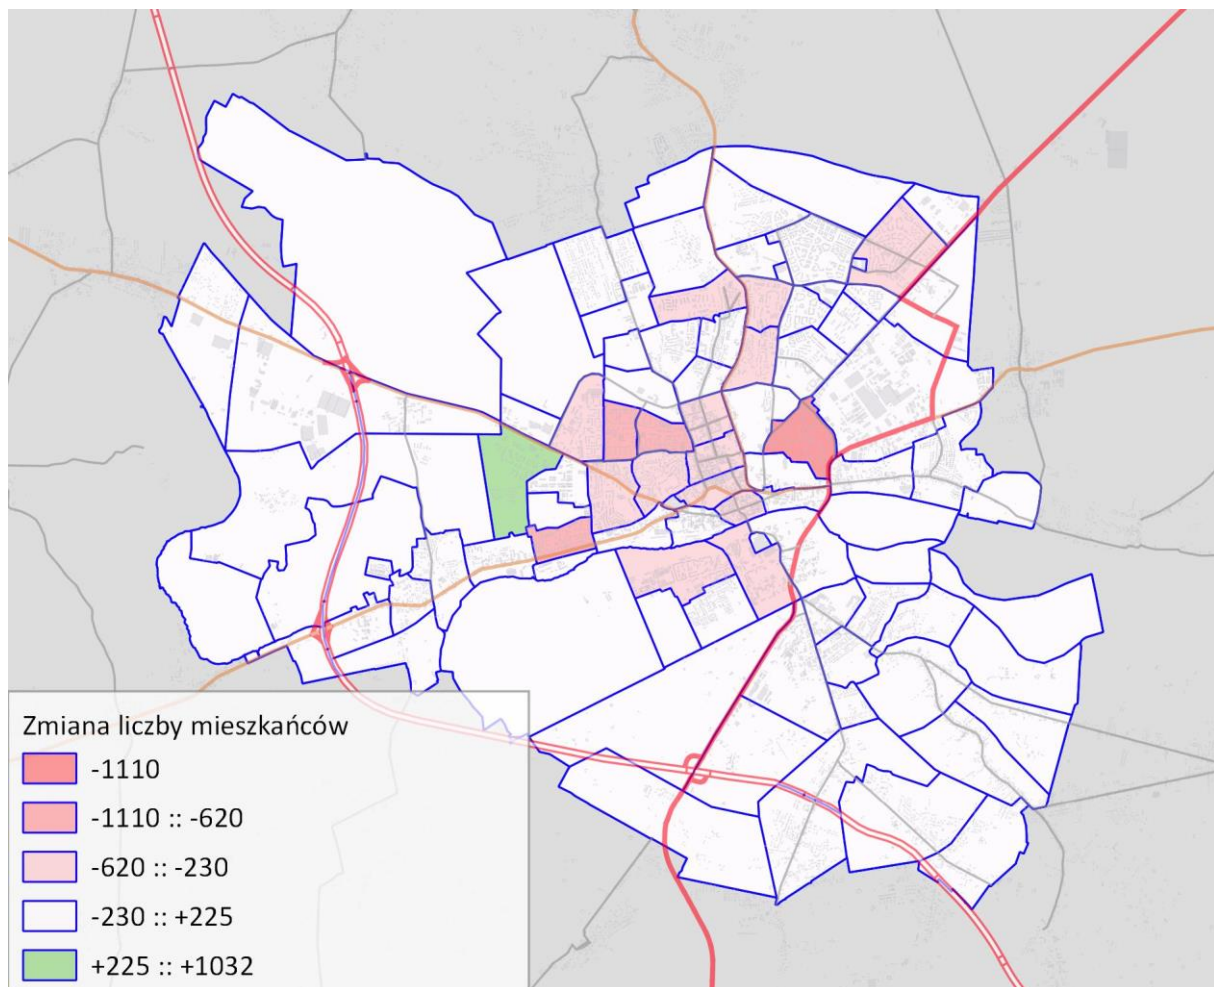 Zmiana liczby mieszkańców
-1110
-1110 :: -620
-620 :: -230
-230 :: +225
+225 :: +1032